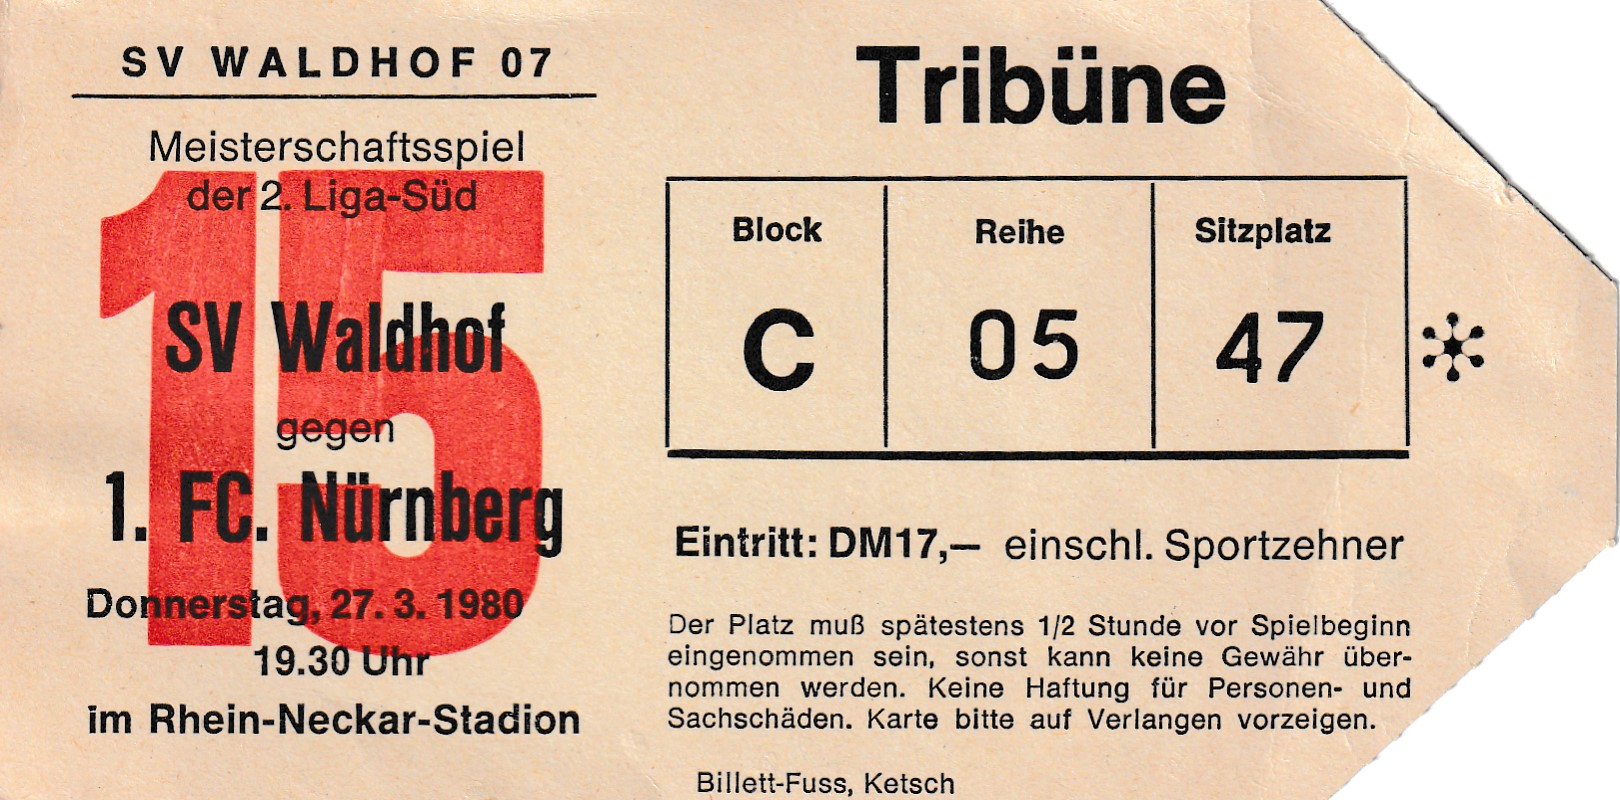 SV WALDHOF 07
Meisterschaftsspiel
der 2. Liga-Süd
15
SV Waldhof
gegen
1. FC. Nürnberg
Donnerstag, 27. 3. 1980
19.30 Uhr
im Rhein-Neckar-Stadion
Tribüne
Block Reihe Sitzplatz
C 05 47
Eintritt: DM17,— einschl. Sportzehner
Der Platz muß spätestens 1/2 Stunde vor Spielbeginn
eingenommen sein, sonst kann keine Gewähr über-
nommen werden. Keine Haftung für Personen- und
Sachschäden. Karte bitte auf Verlangen vorzeigen.
Billett-Fuss, Ketsch